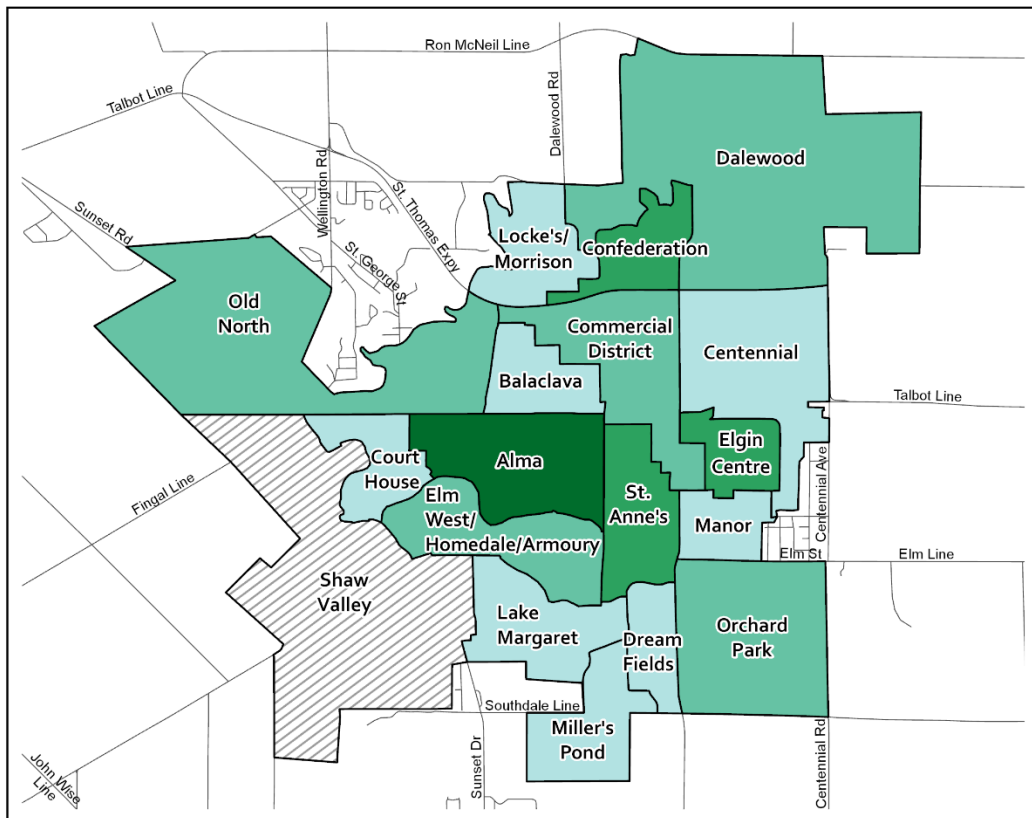 Ron McNeil Line
Talbot Line
Dalewood Rd
Wellington Rd
Dalewood
St. Thomas Expy
Sunset Rd
Locke's/
Morrison
Confederation
St. George St
Old
North
Commercial
District
Centennial
Balaclava
Talbot Line
Elgin
Centre
Court
House
Alma
Centennial Ave
Fingal Line
Elm
West/
Homedale/Armoury
St.
Anne's
Manor
Elm St
Elm Line
Shaw
Valley
Lake
Margaret
Dream
Fields
Orchard
Park
Southdale Line
Miller's
Pond
Sunset Dr
Centennial Rd
John Wise
Line